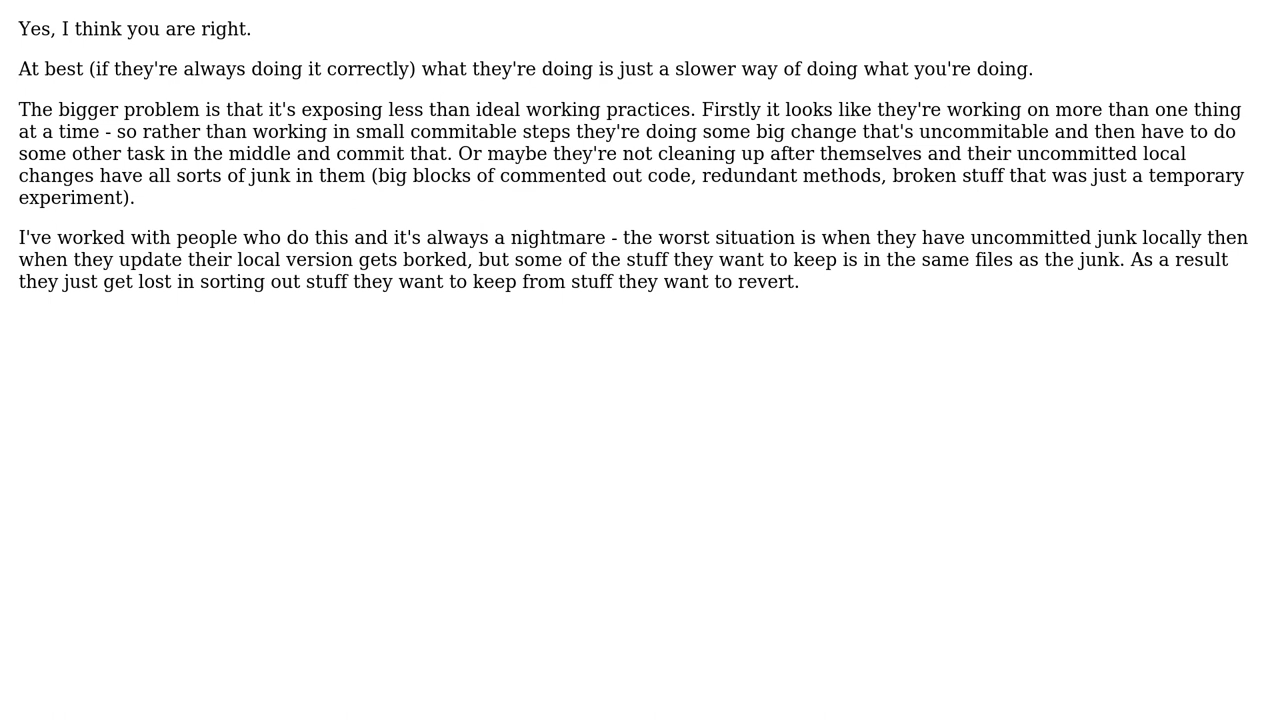 Yes, I think you are right.
At best (if they're always doing it correctly) what they're doing is just a slower way of doing what you're doing.
The bigger problem is that it's exposing less than ideal working practices. Firstly it looks like they're working on more than one thing
at a time - so rather than working in small commitable steps they're doing some big change that's uncommitable and then have to do
some other task in the middle and commit that. Or maybe they're not cleaning up after themselves and their uncommitted local
changes have all sorts of junk in them (big blocks of commented out code, redundant methods, broken stuff that was just a temporary
experiment).
I've worked with people who do this and it's always a nightmare - the worst situation is when they have uncommitted junk locally then
when they update their local version gets borked, but some of the stuff they want to keep is in the same files as the junk. As a result
they just get lost in sorting out stuff they want to keep from stuff they want to revert.